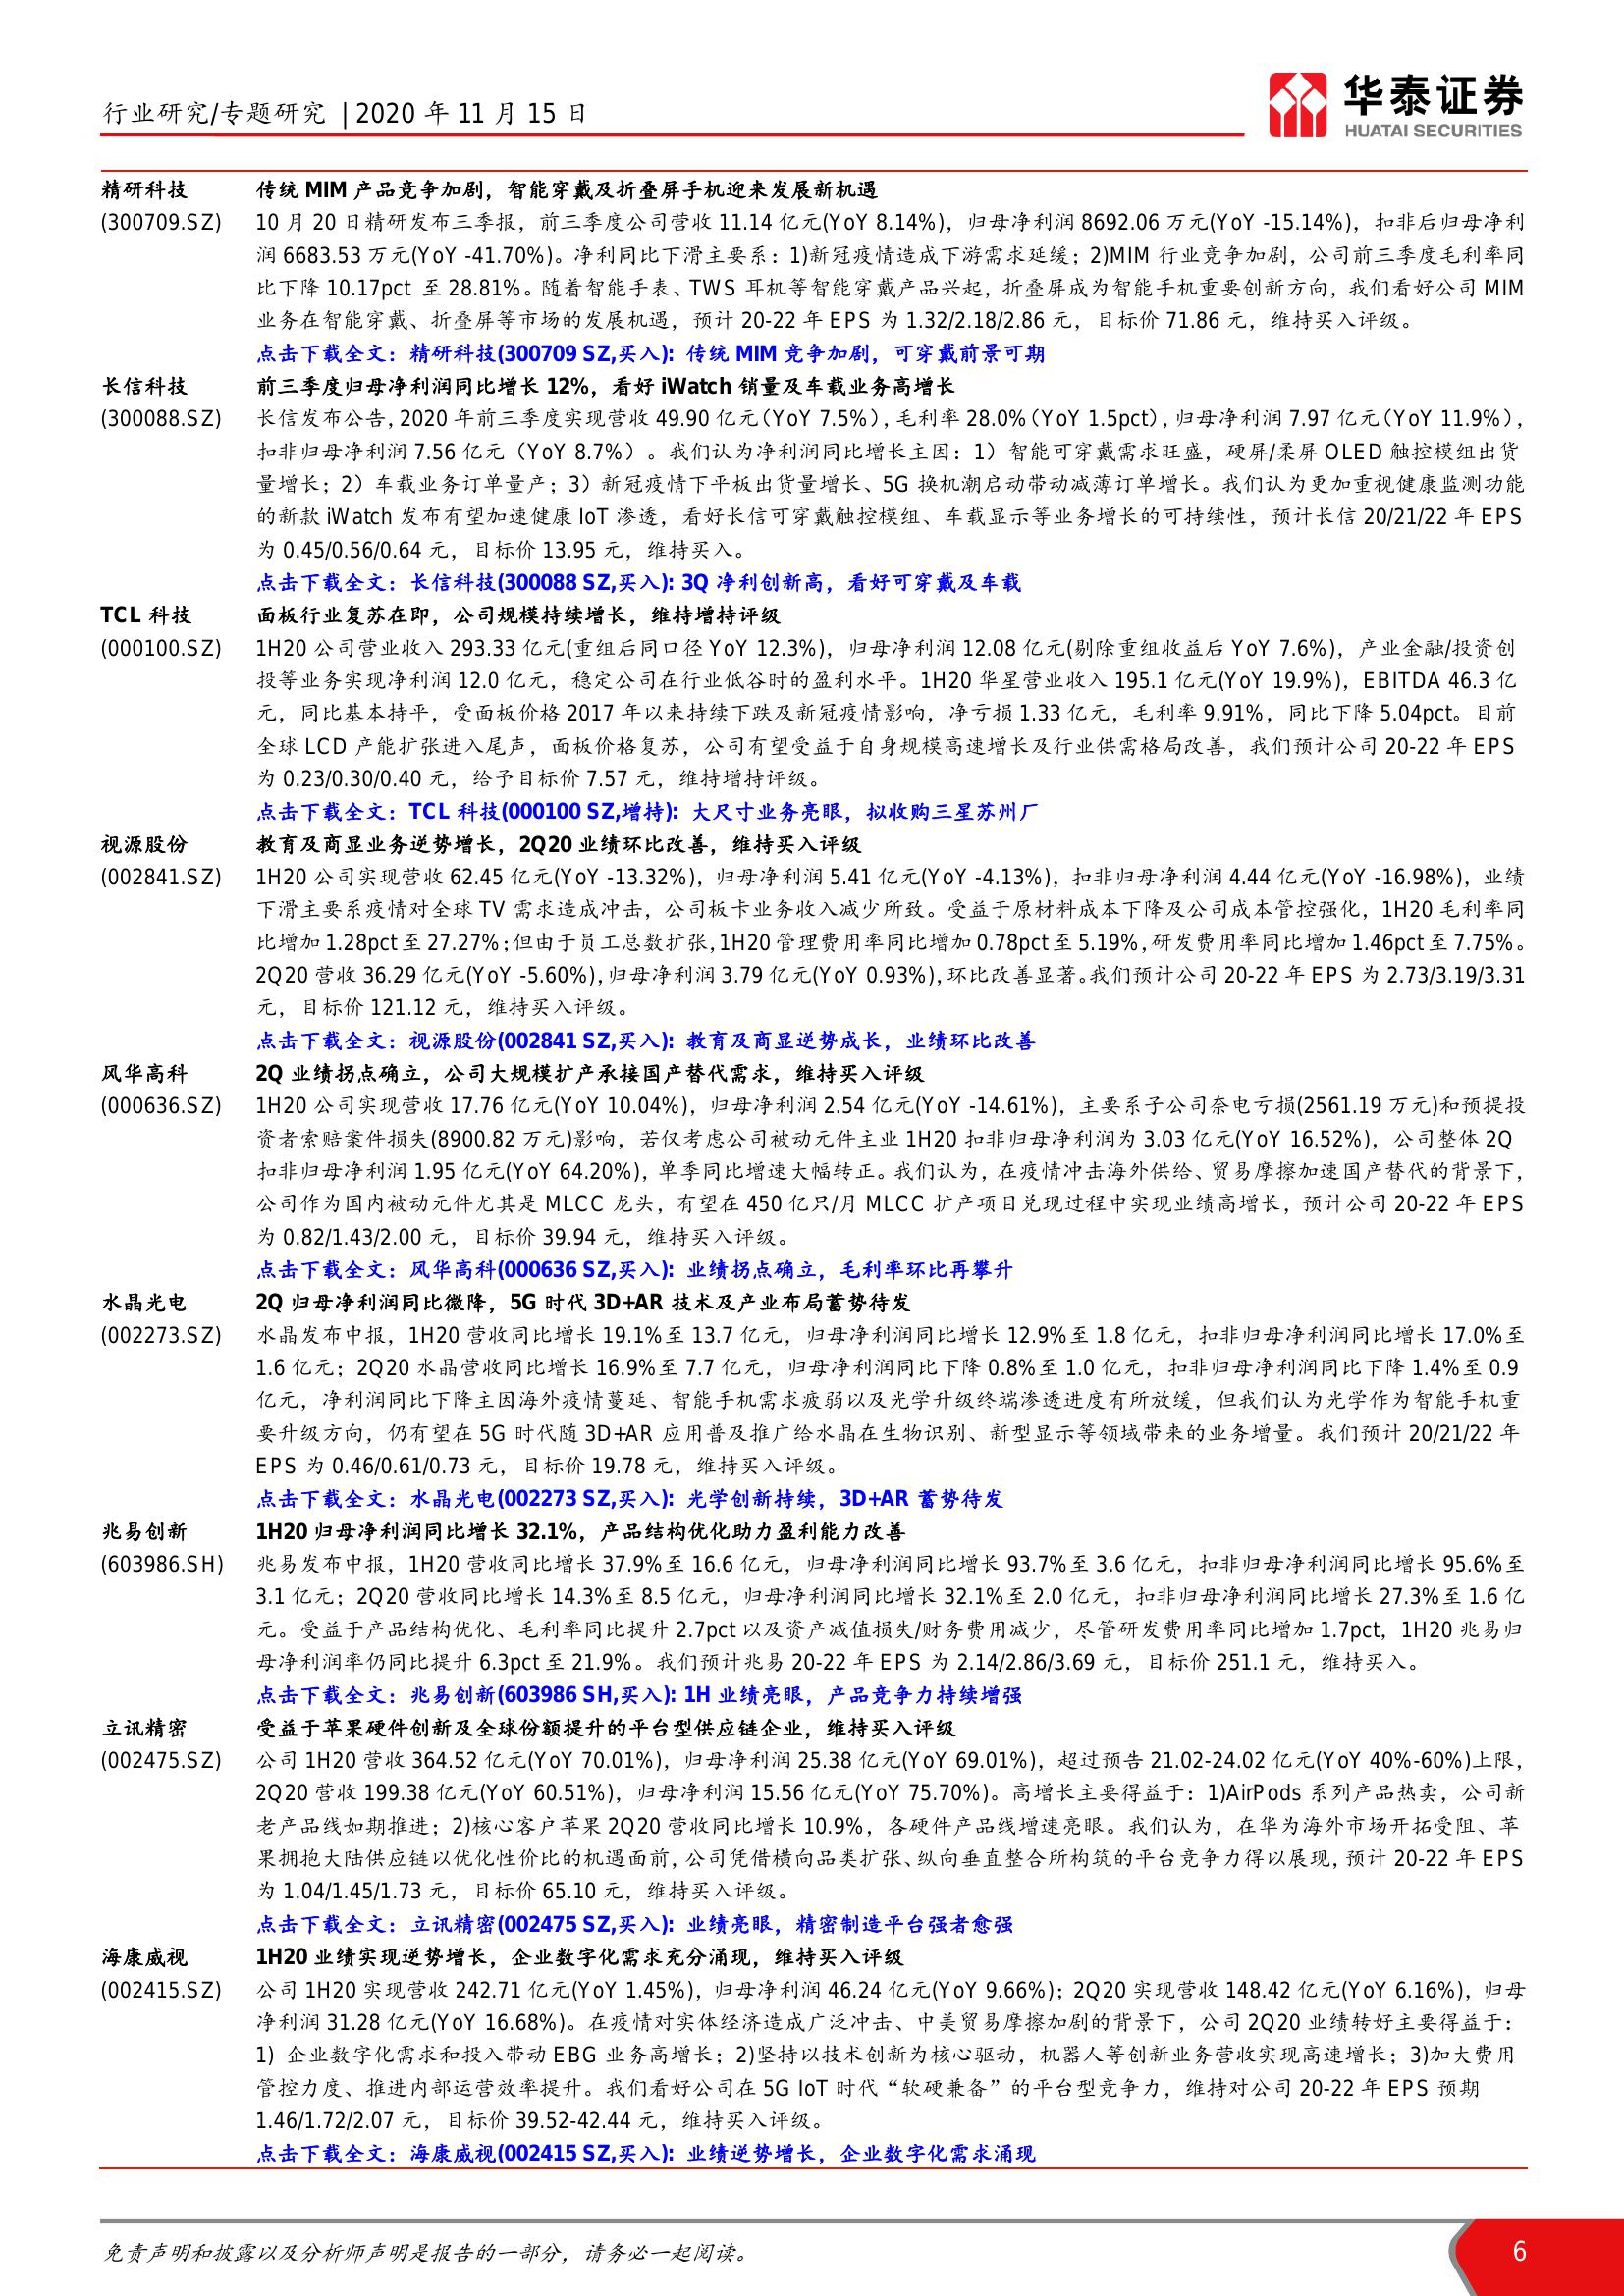 行业研究/专题研究 | 2020 年 11 月 15 日
华泰证券
HUATAI SECURITIES
精研科技 传统 MIM 产品竞争加剧，智能穿戴及折叠屏手机迎来发展新机遇
(300709.SZ) 10 月 20 日精研发布三季报，前三季度公司营收 11.14 亿元(YoY 8.14%)，归母净利润 8692.06 万元(YoY -15.14%)，扣非后归母净利
润 6683.53 万元(YoY -41.70%)。净利同比下滑主要系：1)新冠疫情造成下游需求延缓；2)MIM 行业竞争加剧，公司前三季度毛利率同
比下降 10.17pct 至 28.81%。随着智能手表、TWS 耳机等智能穿戴产品兴起，折叠屏成为智能手机重要创新方向，我们看好公司 MIM
业务在智能穿戴、折叠屏等市场的发展机遇，预计 20-22 年 EPS 为 1.32/2.18/2.86 元，目标价 71.86 元，维持买入评级。
点击下载全文：精研科技(300709 SZ,买入): 传统 MIM 竞争加剧，可穿戴前景可期
长信科技 前三季度归母净利润同比增长 12%，看好 iWatch 销量及车载业务高增长
(300088.SZ) 长信发布公告，2020 年前三季度实现营收 49.90 亿元（YoY 7.5%），毛利率 28.0%（YoY 1.5pct），归母净利润 7.97 亿元（YoY 11.9%），
扣非归母净利润 7.56 亿元（YoY 8.7%）。我们认为净利润同比增长主因：1）智能可穿戴需求旺盛，硬屏/柔屏 OLED 触控模组出货
量增长；2）车载业务订单量产；3）新冠疫情下平板出货量增长、5G 换机潮启动带动减薄订单增长。我们认为更加重视健康监测功能
的新款 iWatch 发布有望加速健康 IoT 渗透，看好长信可穿戴触控模组、车载显示等业务增长的可持续性，预计长信 20/21/22 年 EPS
为 0.45/0.56/0.64 元，目标价 13.95 元，维持买入。
点击下载全文：长信科技(300088 SZ,买入): 3Q 净利创新高，看好可穿戴及车载
TCL 科技 面板行业复苏在即，公司规模持续增长，维持增持评级
(000100.SZ) 1H20 公司营业收入 293.33 亿元(重组后同口径 YoY 12.3%)，归母净利润 12.08 亿元(剔除重组收益后 YoY 7.6%)，产业金融/投资创
投等业务实现净利润 12.0 亿元，稳定公司在行业低谷时的盈利水平。1H20 华星营业收入 195.1 亿元(YoY 19.9%)，EBITDA 46.3 亿
元，同比基本持平，受面板价格 2017 年以来持续下跌及新冠疫情影响，净亏损 1.33 亿元，毛利率 9.91%，同比下降 5.04pct。目前
全球 LCD 产能扩张进入尾声，面板价格复苏，公司有望受益于自身规模高速增长及行业供需格局改善，我们预计公司 20-22 年 EPS
为 0.23/0.30/0.40 元，给予目标价 7.57 元，维持增持评级。
点击下载全文：TCL 科技(000100 SZ,增持): 大尺寸业务亮眼，拟收购三星苏州厂
视源股份 教育及商显业务逆势增长，2Q20 业绩环比改善，维持买入评级
(002841.SZ) 1H20 公司实现营收 62.45 亿元(YoY -13.32%)，归母净利润 5.41 亿元(YoY -4.13%)，扣非归母净利润 4.44 亿元(YoY -16.98%)，业绩
下滑主要系疫情对全球 TV 需求造成冲击，公司板卡业务收入减少所致。受益于原材料成本下降及公司成本管控强化，1H20 毛利率同
比增加 1.28pct 至 27.27%；但由于员工总数扩张，1H20 管理费用率同比增加 0.78pct 至 5.19%，研发费用率同比增加 1.46pct 至 7.75%。
2Q20 营收 36.29 亿元(YoY -5.60%)，归母净利润 3.79 亿元(YoY 0.93%)，环比改善显著。我们预计公司 20-22 年 EPS 为 2.73/3.19/3.31
元，目标价 121.12 元，维持买入评级。
点击下载全文：视源股份(002841 SZ,买入): 教育及商显逆势成长，业绩环比改善
风华高科 2Q 业绩拐点确立，公司大规模扩产承接国产替代需求，维持买入评级
(000636.SZ) 1H20 公司实现营收 17.76 亿元(YoY 10.04%)，归母净利润 2.54 亿元(YoY -14.61%)，主要系子公司奈电亏损(2561.19 万元)和预提投
资者索赔案件损失(8900.82 万元)影响，若仅考虑公司被动元件主业 1H20 扣非归母净利润为 3.03 亿元(YoY 16.52%)，公司整体 2Q
扣非归母净利润 1.95 亿元(YoY 64.20%)，单季同比增速大幅转正。我们认为，在疫情冲击海外供给、贸易摩擦加速国产替代的背景下，
公司作为国内被动元件尤其是 MLCC 龙头，有望在 450 亿只/月 MLCC 扩产项目兑现过程中实现业绩高增长，预计公司 20-22 年 EPS
为 0.82/1.43/2.00 元，目标价 39.94 元，维持买入评级。
点击下载全文：风华高科(000636 SZ,买入): 业绩拐点确立，毛利率环比再攀升
水晶光电 2Q 归母净利润同比微降，5G 时代 3D+AR 技术及产业布局蓄势待发
(002273.SZ) 水晶发布中报，1H20 营收同比增长 19.1%至 13.7 亿元，归母净利润同比增长 12.9%至 1.8 亿元，扣非归母净利润同比增长 17.0%至
1.6 亿元；2Q20 水晶营收同比增长 16.9%至 7.7 亿元，归母净利润同比下降 0.8%至 1.0 亿元，扣非归母净利润同比下降 1.4%至 0.9
亿元，净利润同比下降主因海外疫情蔓延、智能手机需求疲弱以及光学升级终端渗透进度有所放缓，但我们认为光学作为智能手机重
要升级方向，仍有望在 5G 时代随 3D+AR 应用普及推广给水晶在生物识别、新型显示等领域带来的业务增量。我们预计 20/21/22 年
EPS 为 0.46/0.61/0.73 元，目标价 19.78 元，维持买入评级。
点击下载全文：水晶光电(002273 SZ,买入): 光学创新持续，3D+AR 蓄势待发
兆易创新 1H20 归母净利润同比增长 32.1%，产品结构优化助力盈利能力改善
(603986.SH) 兆易发布中报，1H20 营收同比增长 37.9%至 16.6 亿元，归母净利润同比增长 93.7%至 3.6 亿元，扣非归母净利润同比增长 95.6%至
3.1 亿元；2Q20 营收同比增长 14.3%至 8.5 亿元，归母净利润同比增长 32.1%至 2.0 亿元，扣非归母净利润同比增长 27.3%至 1.6 亿
元。受益于产品结构优化、毛利率同比提升 2.7pct 以及资产减值损失/财务费用减少，尽管研发费用率同比增加 1.7pct，1H20 兆易归
母净利润率仍同比提升 6.3pct 至 21.9%。我们预计兆易 20-22 年 EPS 为 2.14/2.86/3.69 元，目标价 251.1 元，维持买入。
点击下载全文：兆易创新(603986 SH,买入): 1H 业绩亮眼，产品竞争力持续增强
立讯精密 受益于苹果硬件创新及全球份额提升的平台型供应链企业，维持买入评级
(002475.SZ) 公司 1H20 营收 364.52 亿元(YoY 70.01%)，归母净利润 25.38 亿元(YoY 69.01%)，超过预告 21.02-24.02 亿元(YoY 40%-60%)上限，
2Q20 营收 199.38 亿元(YoY 60.51%)，归母净利润 15.56 亿元(YoY 75.70%)。高增长主要得益于：1)AirPods 系列产品热卖，公司新
老产品线如期推进；2)核心客户苹果 2Q20 营收同比增长 10.9%，各硬件产品线增速亮眼。我们认为，在华为海外市场开拓受阻、苹
果拥抱大陆供应链以优化性价比的机遇面前，公司凭借横向品类扩张、纵向垂直整合所构筑的平台竞争力得以展现，预计 20-22 年 EPS
为 1.04/1.45/1.73 元，目标价 65.10 元，维持买入评级。
点击下载全文：立讯精密(002475 SZ,买入): 业绩亮眼，精密制造平台强者愈强
海康威视 1H20 业绩实现逆势增长，企业数字化需求充分涌现，维持买入评级
(002415.SZ) 公司 1H20 实现营收 242.71 亿元(YoY 1.45%)，归母净利润 46.24 亿元(YoY 9.66%)；2Q20 实现营收 148.42 亿元(YoY 6.16%)，归母
净利润 31.28 亿元(YoY 16.68%)。在疫情对实体经济造成广泛冲击、中美贸易摩擦加剧的背景下，公司 2Q20 业绩转好主要得益于：
1) 企业数字化需求和投入带动 EBG 业务高增长；2)坚持以技术创新为核心驱动，机器人等创新业务营收实现高速增长；3)加大费用
管控力度、推进内部运营效率提升。我们看好公司在 5G IoT 时代“软硬兼备”的平台型竞争力，维持对公司 20-22 年 EPS 预期
1.46/1.72/2.07 元，目标价 39.52-42.44 元，维持买入评级。
点击下载全文：海康威视(002415 SZ,买入): 业绩逆势增长，企业数字化需求涌现
免责声明和披露以及分析师声明是报告的一部分，请务必一起阅读。
6